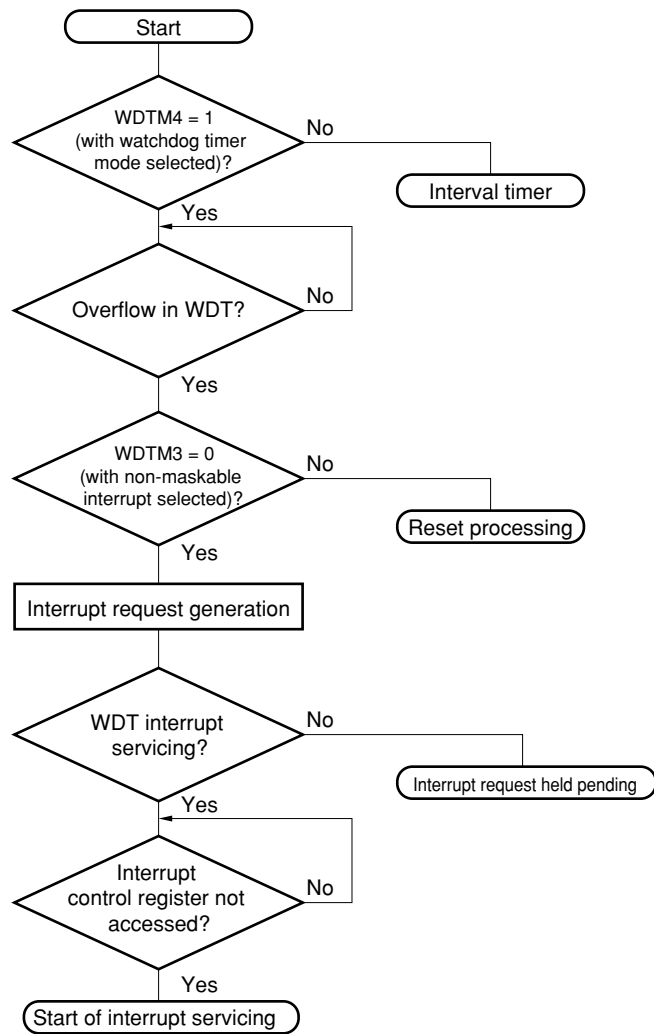 Start
WDTM4 = 1
(with watchdog timer
mode selected)?
No
Interval timer
Yes
Overflow in WDT?
No
Yes
WDTM3 = 0
(with non-maskable
interrupt selected)?
No
Reset processing
Yes
Interrupt request generation
WDT interrupt
servicing?
No
Interrupt request held pending
Yes
Interrupt
control register not
accessed?
No
Yes
Start of interrupt servicing